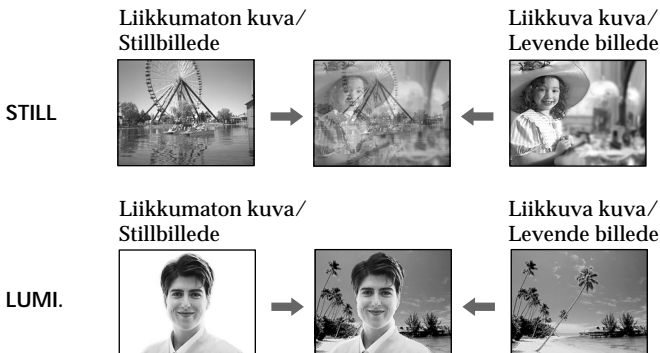 Liikkumaton kuva/
Stillbillede
Liikkuva kuva/
Levende billede
STILL
Liikkumaton kuva/
Stillbillede
Liikkuva kuva/
Levende billede
LUMI.